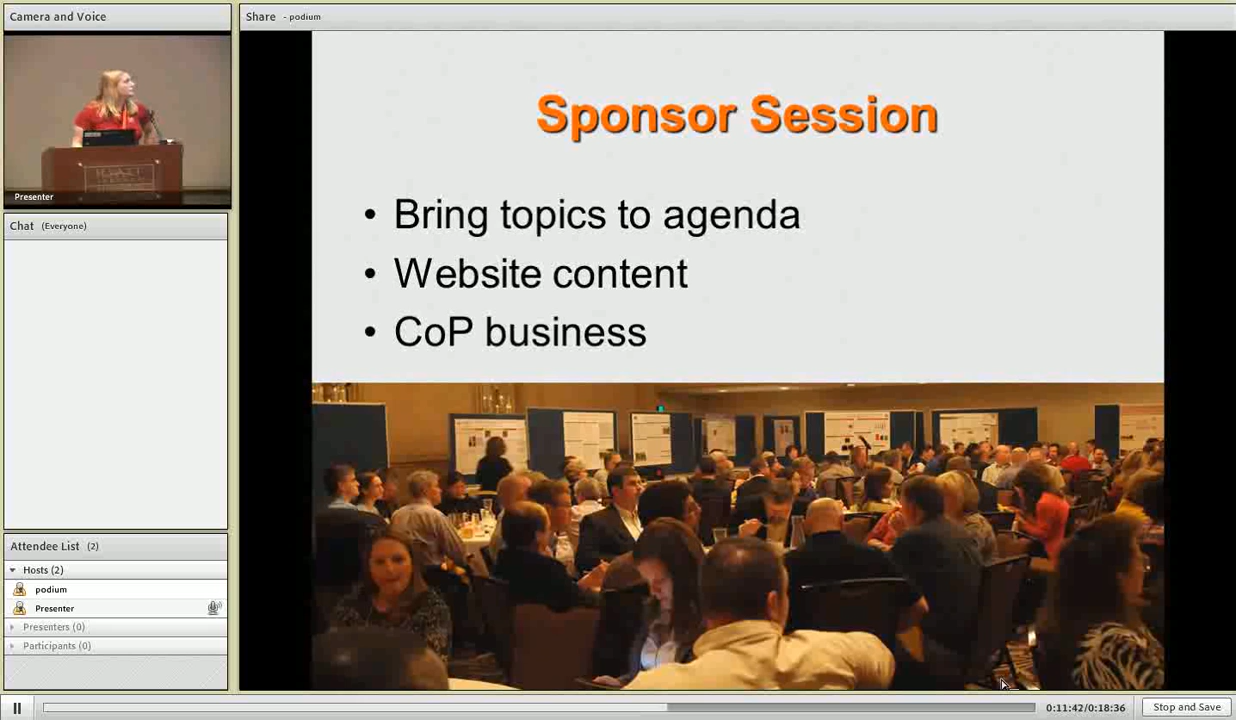 Camera and Voice
Presenter
Chat (Everyone)
Attendee List (2)
Hosts (2)
podium
Presenter
Presenters (0)
Participants (0)
Share - podium
Sponsor Session
• Bring topics to agenda
• Website content
• CoP business
0:11:42/0:18:36
Stop and Save